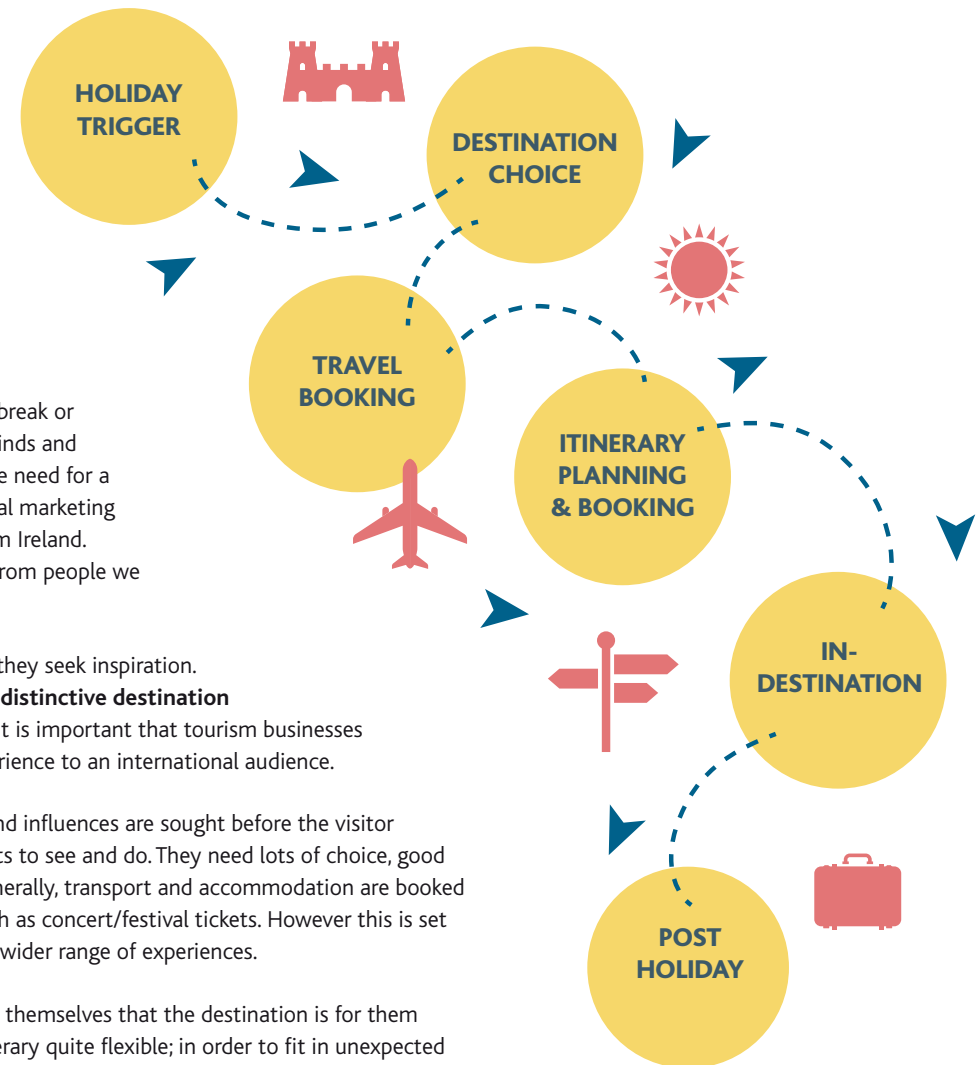 HOLIDAY
TRIGGER
DESTINATION
CHOICE
TRAVEL
BOOKING
ITINERARY
PLANNING
& BOOKING
IN-
DESTINATION
POST
HOLIDAY
break or
inds and
e need for a
al marketing
m Ireland.
rom people we
they seek inspiration.
distinctive destination
t is important that tourism businesses
rience to an international audience.
nd influences are sought before the visitor
ts to see and do. They need lots of choice, good
nerally, transport and accommodation are booked
h as concert/festival tickets. However this is set
wider range of experiences.
themselves that the destination is for them
erary quite flexible; in order to fit in unexpected